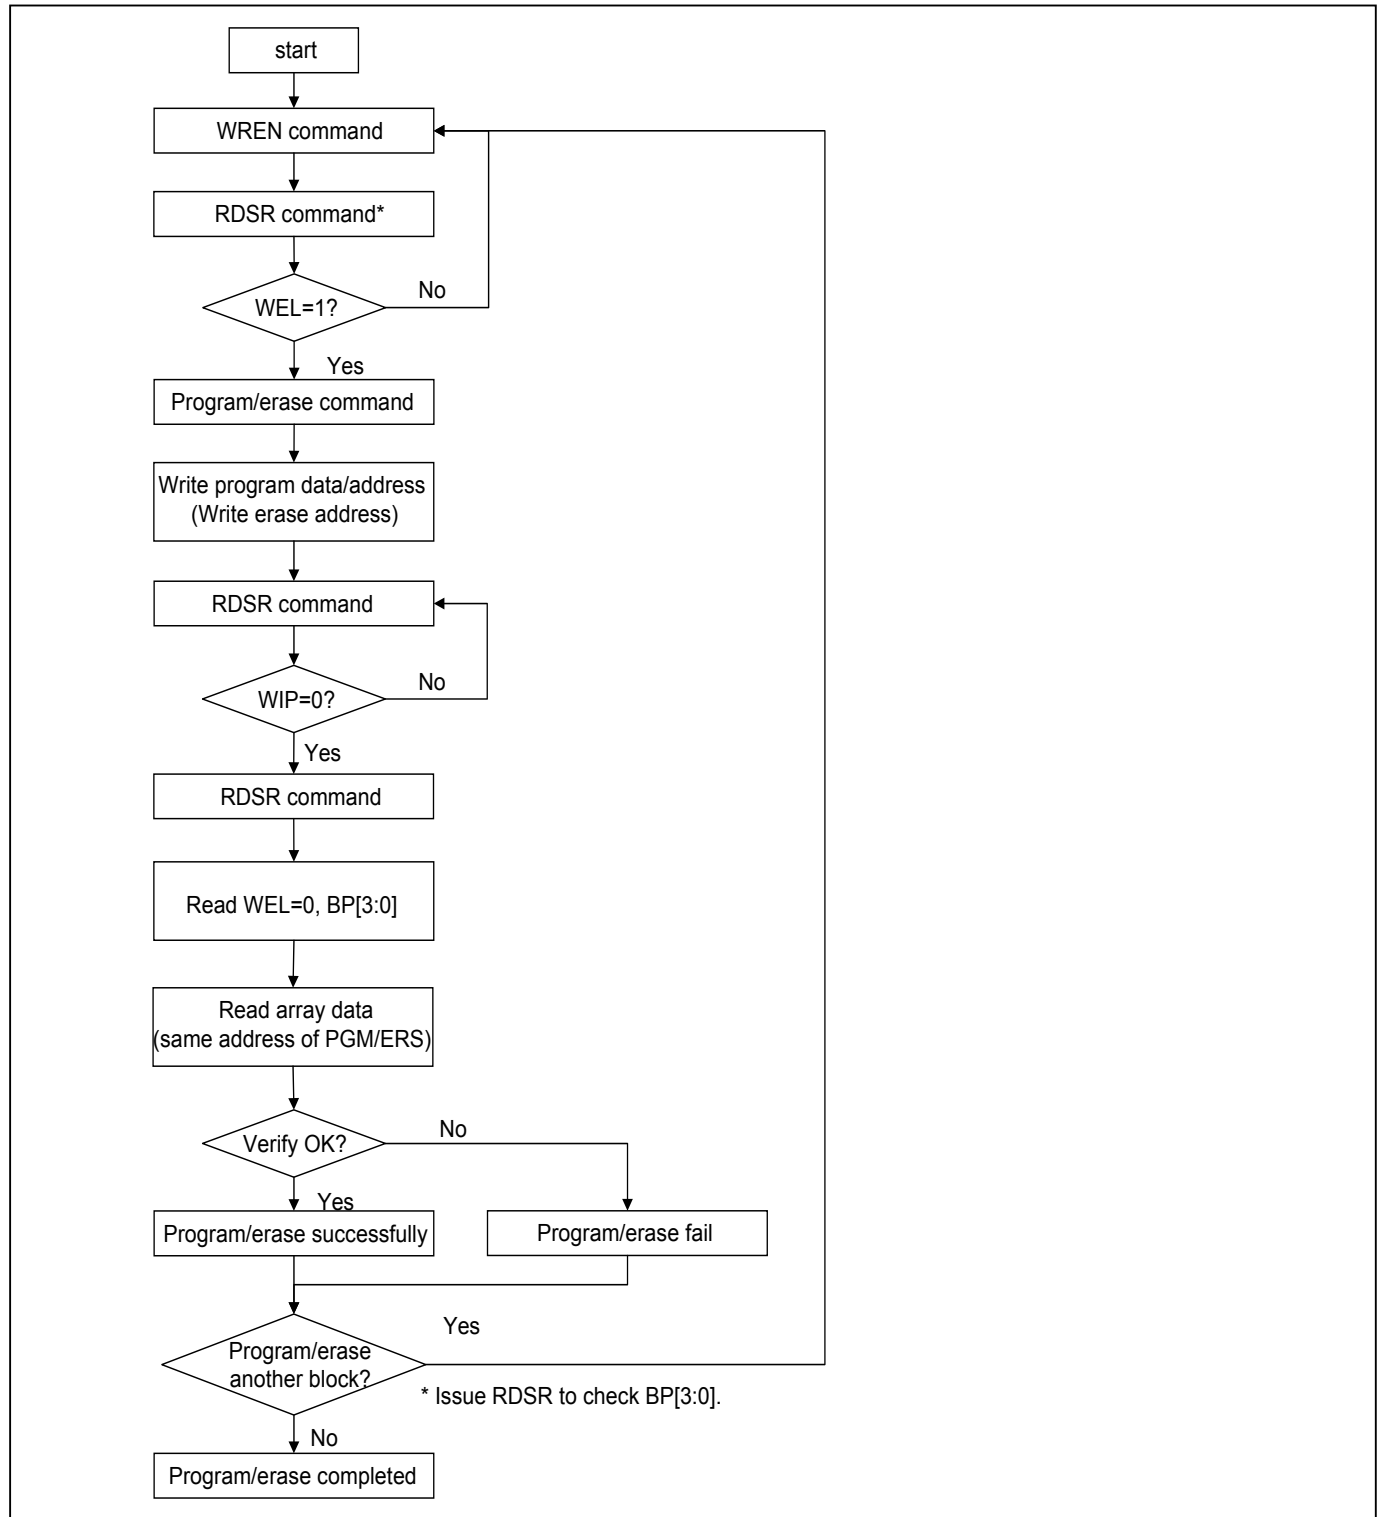 start
WREN command
RDSR command*
WEL=1?
No
Yes
Program/erase command
Write program data/address
(Write erase address)
RDSR command
WIP=0?
No
Yes
RDSR command
Read WEL=0, BP[3:0]
Read array data
(same address of PGM/ERS)
Verify OK?
No
Yes
Program/erase successfully
Program/erase fail
Yes
Program/erase
another block?
* Issue RDSR to check BP[3:0].
No
Program/erase completed